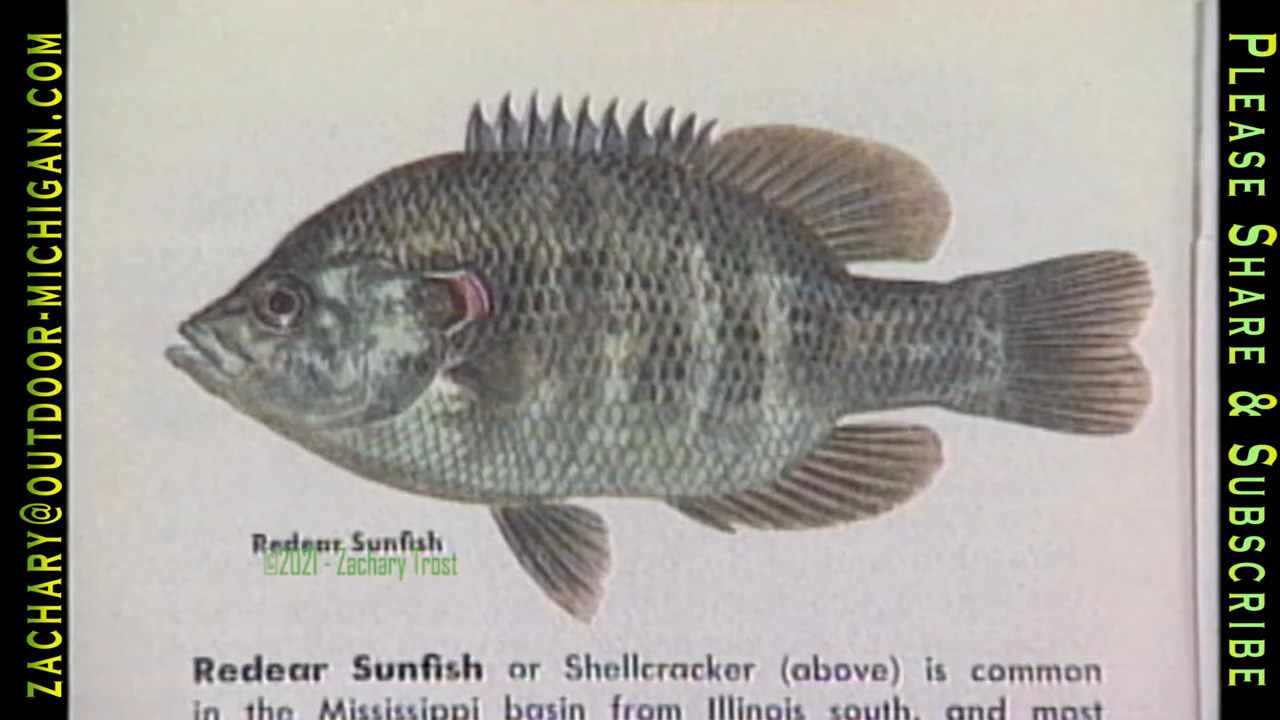 ZACHARY@OUTDOOR-MICHIGAN.COM
Redear Sunfish
©2021 - Zachary Trost
Redear Sunfish or Shellcracker (above) is common
in the Mississippi basin from Illinois south, and most
PLEASE SHARE & SUBSCRIBE